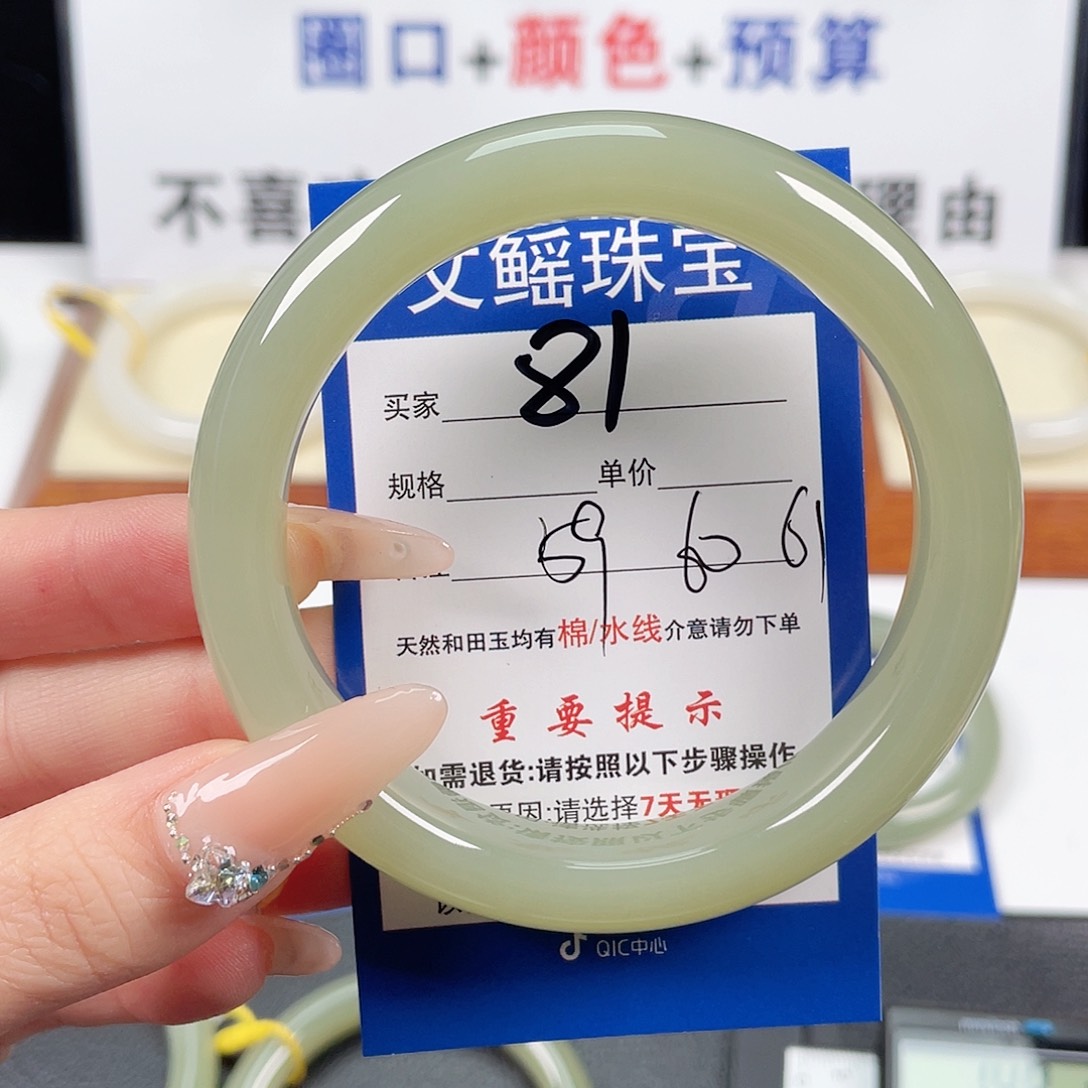 圈口+颜色+预算
不喜 理由
文鳐珠宝
81
买家
规格 单价
59 60 61
天然和田玉均有棉/水线介意请勿下单
重要提示
如需退货:请按照以下步骤操作
原因:请选择7天无理
QIC中心